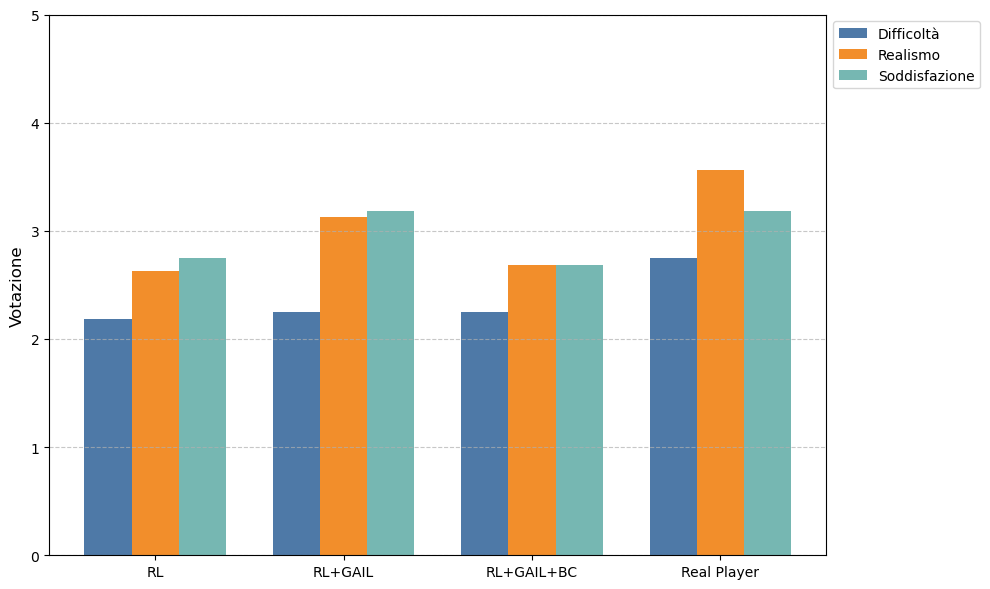 Difficoltà
Realismo
Soddisfazione
Votazione
5
4
3
2
1
0
RL
RL+GAIL
RL+GAIL+BC
Real Player